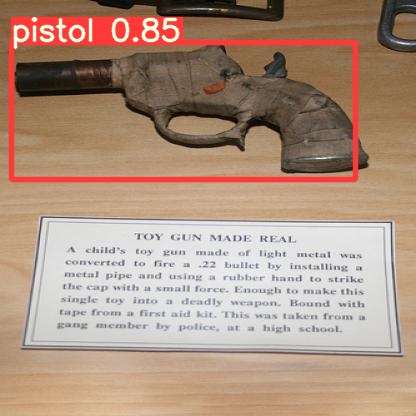 pistol 0.85
TOY GUN MADE REAL
A child's toy gun made of light metal was
converted to fire a .22 bullet by installing a
metal pipe and using a rubber hand to strike
the cap with a small force. Enough to make this
single toy into a deadly weapon. Bound with
tape from a first aid kit. This was taken from a
gang member by police, at a high school.